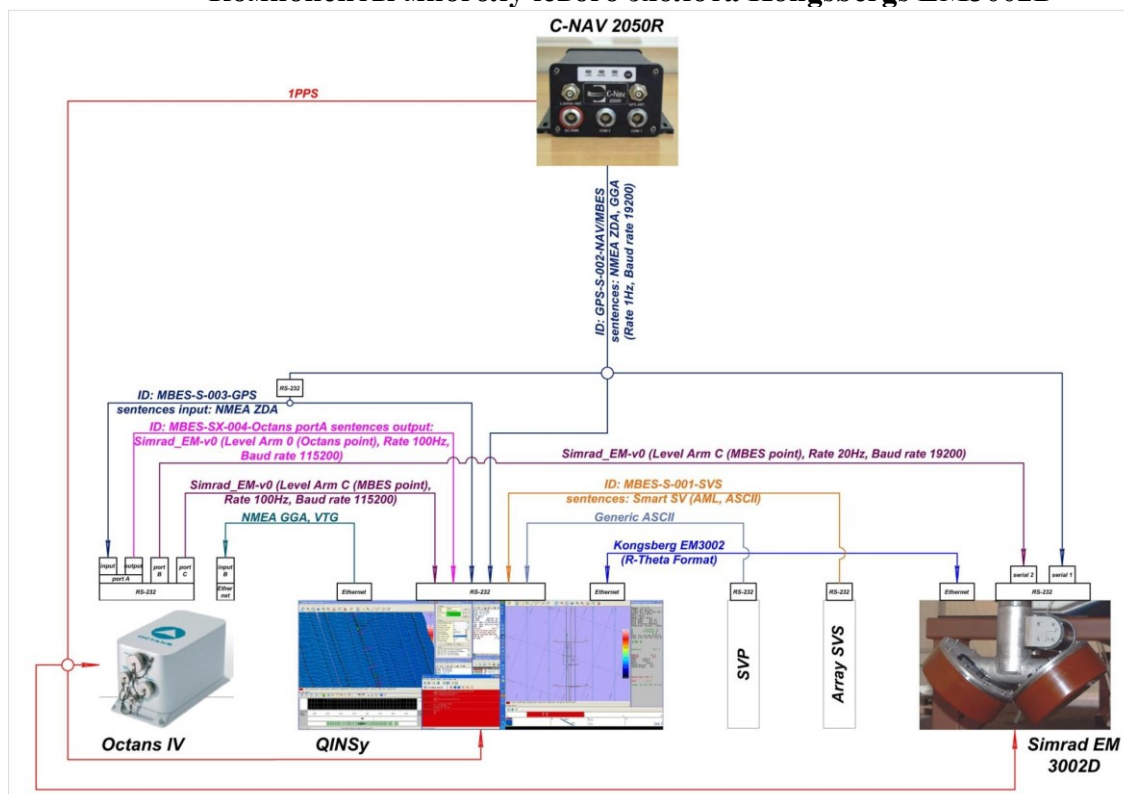 C-NAV 2050R
1PPS
C-Nav
2050R
ID: GPS-S-002-NAV/MBES
sentences: NMEA ZDA, GGA
(Rate 1Hz, Baud rate 19200)
RS-232
ID: MBES-S-003-GPS
sentences input: NMEA ZDA
ID: MBES-SX-004-Octans portA sentences output:
Simrad_EM-v0 (Level Arm 0 (Octans point), Rate 100Hz,
Baud rate 115200)
Simrad_EM-v0 (Level Arm C (MBES point), Rate 20Hz, Baud rate 19200)
Simrad_EM-v0 (Level Arm C (MBES point),
Rate 100Hz, Baud rate 115200)
ID: MBES-S-001-SVS
sentences: Smart SV (AML, ASCII)
NMEA GGA, VTG
Generic ASCII
Kongsberg EM3002
(R-Theta Format)
input
output
port A
port
B
port
C
RS-232
input
B
Ether
net
Ethernet
RS-232
Ethernet
RS-232
RS-232
Ethernet
serial 2
serial 1
RS-232
OCTANS
SVP
Array SVS
Octans IV
QINSy
Simrad EM
3002D